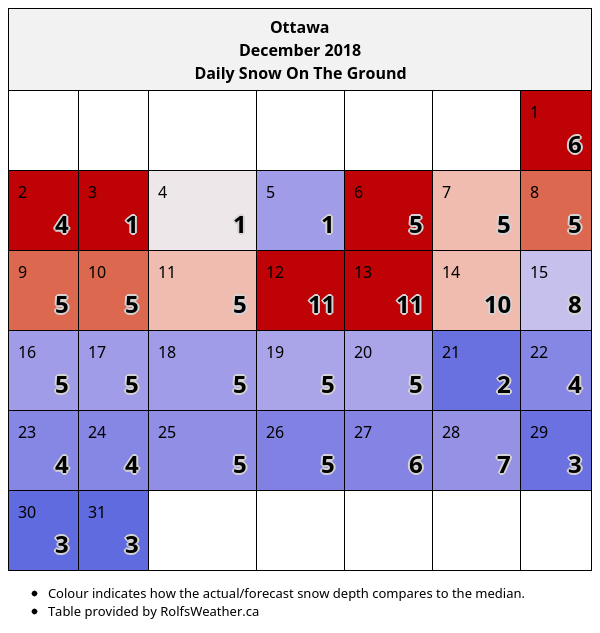 Ottawa
December 2018
Daily Snow On The Ground
1
6
2 3 4 5 6 7 8
4 1 1 1 5 5 5
9 10 11 12 13 14 15
5 5 5 11 11 10 8
16 17 18 19 20 21 22
5 5 5 5 5 2 4
23 24 25 26 27 28 29
4 4 5 5 6 7 3
30 31
3 3
• Colour indicates how the actual/forecast snow depth compares to the median.
• Table provided by RolfsWeather.ca